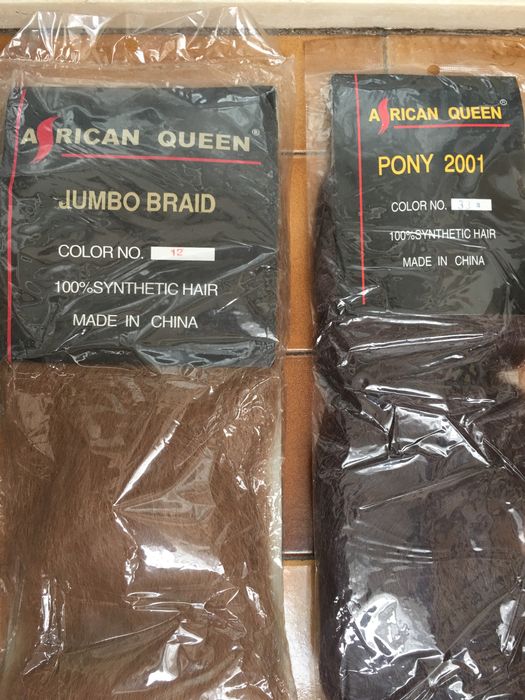 AFRICAN QUEEN®
JUMBO BRAID
COLOR NO. 12
100%SYNTHETIC HAIR
MADE IN CHINA
AFRICAN QUEEN®
PONY 2001
COLOR NO.
100%SYNTHETIC HAIR
MADE IN CHINA